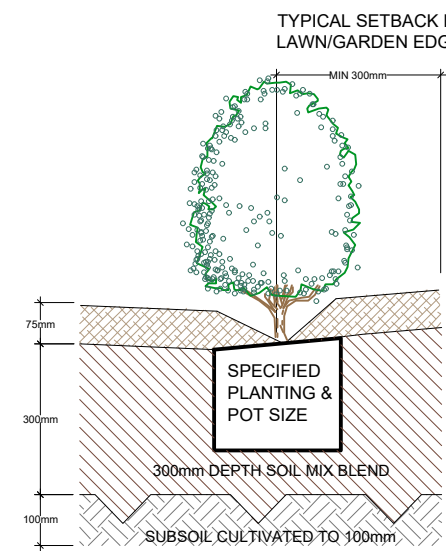 TYPICAL SETBACK
LAWN/GARDEN EDG
MIN 300mm
75mm
SPECIFIED
PLANTING &
POT SIZE
300mm
300mm DEPTH SOIL MIX BLEND
100mm
SUBSOIL CULTIVATED TO 100mm